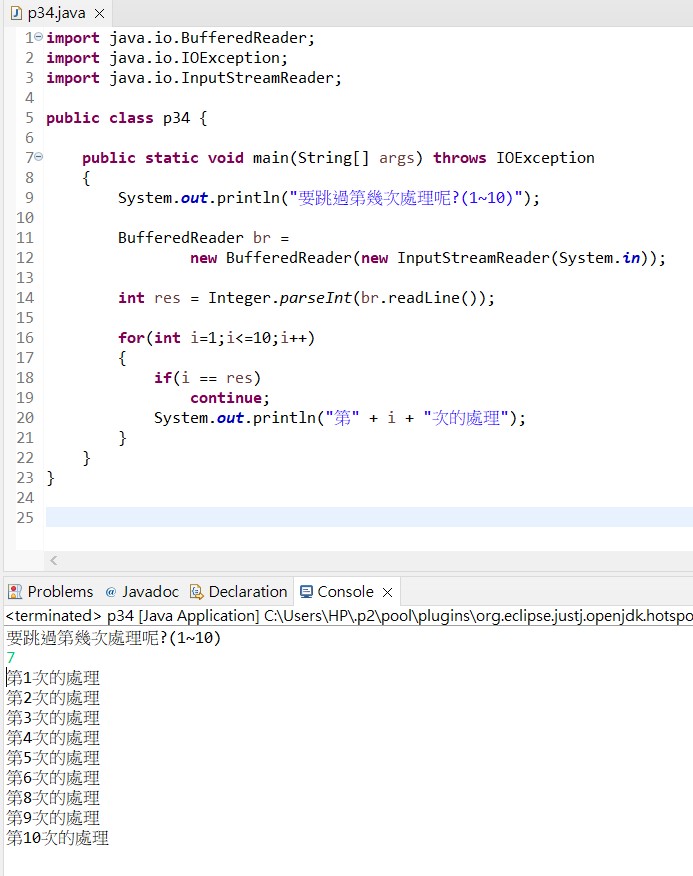 p34.java
1 import java.io.BufferedReader;
2 import java.io.IOException;
3 import java.io.InputStreamReader;
4
5 public class p34 {
6
7     public static void main(String[] args) throws IOException
8     {
9         System.out.println("要跳過第幾次處理呢?(1~10)");
10
11         BufferedReader br =
12                 new BufferedReader(new InputStreamReader(System.in));
13
14         int res = Integer.parseInt(br.readLine());
15
16         for(int i=1;i<=10;i++)
17         {
18             if(i == res)
19                 continue;
20             System.out.println("第" + i + "次的處理");
21         }
22     }
23 }
24
25
Problems @ Javadoc Declaration Console
<terminated> p34 [Java Application] C:\Users\HP\.p2\pool\plugins\org.eclipse.justj.openjdk.hotspo
要跳過第幾次處理呢?(1~10)
7
第1次的處理
第2次的處理
第3次的處理
第4次的處理
第5次的處理
第6次的處理
第8次的處理
第9次的處理
第10次的處理